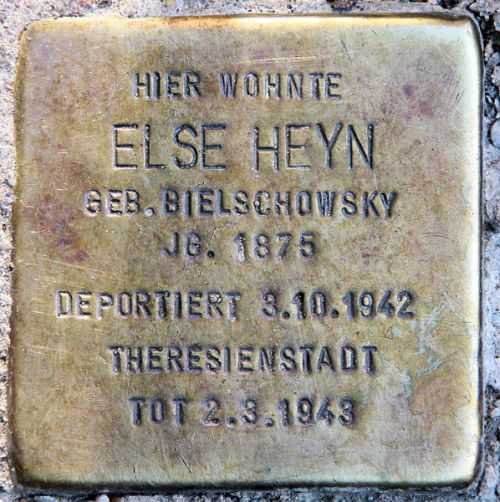 HIER WOHNTE
ELSE HEYN
GEB. BIELSCHOWSKY
JG. 1875
DEPORTIERT 3.10.1942
THERESIENSTADT
TOT 2.3.1943